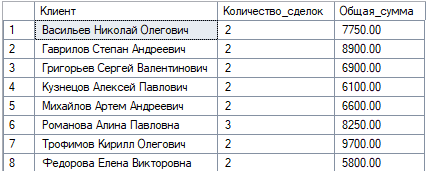 Клиент Количество_сделок Общая_сумма
1 Васильев Николай Олегович 2 7750.00
2 Гаврилов Степан Андреевич 2 8900.00
3 Григорьев Сергей Валентинович 2 6900.00
4 Кузнецов Алексей Павлович 2 6100.00
5 Михайлов Артем Андреевич 2 6600.00
6 Романова Алина Павловна 3 8250.00
7 Трофимов Кирилл Олегович 2 9700.00
8 Федорова Елена Викторовна 2 5800.00